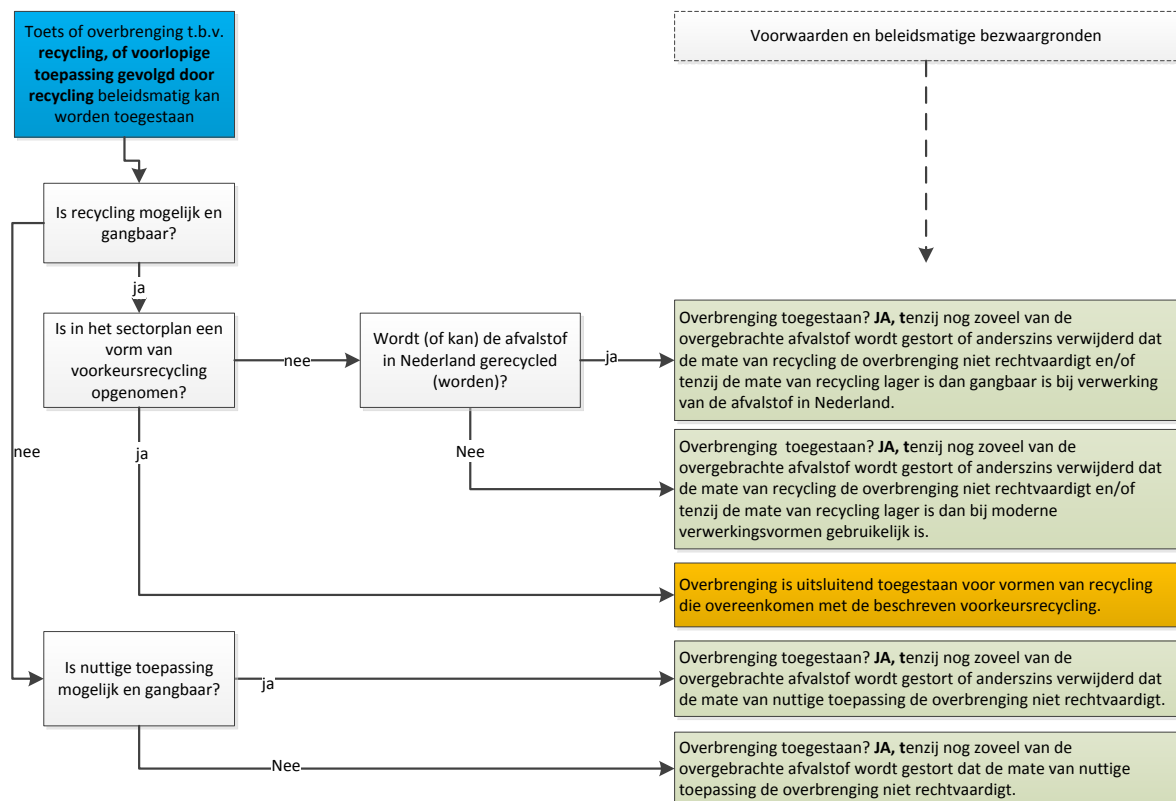 Toets of overbrenging t.b.v.
recycling, of voorlopige
toepassing gevolgd door
recycling beleidsmatig kan
worden toegestaan
Voorwaarden en beleidsmatige bezwaargronden
Is recycling mogelijk en
gangbaar?
ja
Is in het sectorplan een
vorm van
voorkeursrecycling
opgenomen?
nee
Wordt (of kan) de afvalstof
in Nederland gerecycled
(worden)?
ja
Overbrenging toegestaan? JA, tenzij nog zoveel van de
overgebrachte afvalstof wordt gestort of anderszins verwijderd dat
de mate van recycling de overbrenging niet rechtvaardigt en/of
tenzij de mate van recycling lager is dan gangbaar is bij verwerking
van de afvalstof in Nederland.
nee
ja
Nee
Overbrenging toegestaan? JA, tenzij nog zoveel van de
overgebrachte afvalstof wordt gestort of anderszins verwijderd dat
de mate van recycling de overbrenging niet rechtvaardigt en/of
tenzij de mate van recycling lager is dan bij moderne
verwerkingsvormen gebruikelijk is.
Overbrenging is uitsluitend toegestaan voor vormen van recycling
die overeenkomen met de beschreven voorkeursrecycling.
Is nuttige toepassing
mogelijk en gangbaar?
ja
Overbrenging toegestaan? JA, tenzij nog zoveel van de
overgebrachte afvalstof wordt gestort of anderszins verwijderd dat
de mate van nuttige toepassing de overbrenging niet rechtvaardigt.
Nee
Overbrenging toegestaan? JA, tenzij nog zoveel van de
overgebrachte afvalstof wordt gestort dat de mate van nuttige
toepassing de overbrenging niet rechtvaardigt.